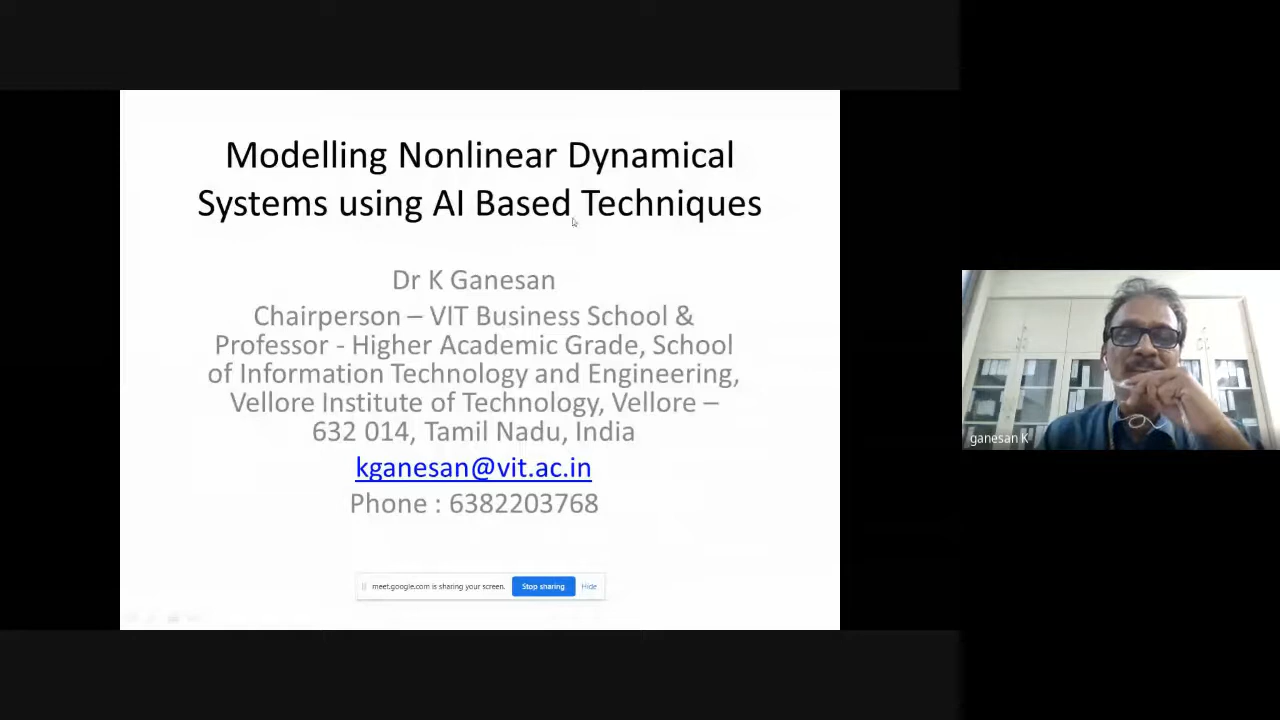 Modelling Nonlinear Dynamical
Systems using AI Based Techniques
Dr K Ganesan
Chairperson – VIT Business School &
Professor - Higher Academic Grade, School
of Information Technology and Engineering,
Vellore Institute of Technology, Vellore –
632 014, Tamil Nadu, India
kganesan@vit.ac.in
Phone : 6382203768
meet.google.com is sharing your screen. Stop sharing Hide
ganesan K